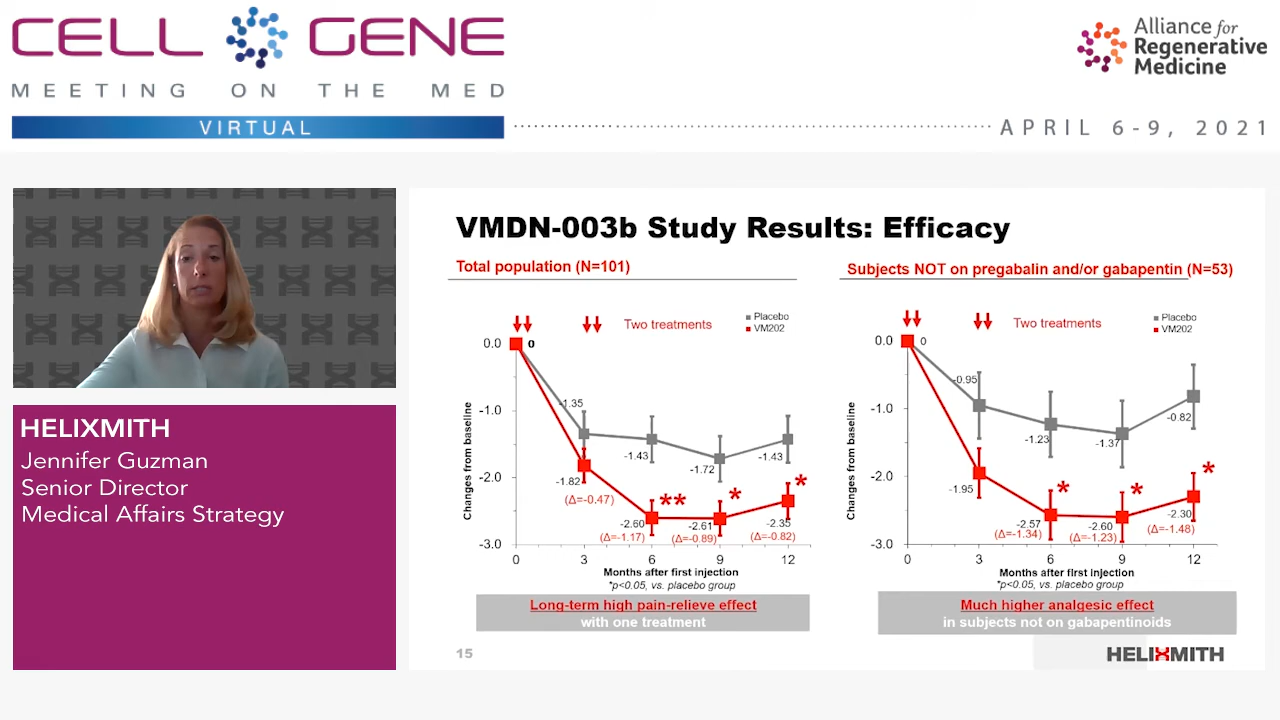 CELL GENE
MEETING ON THE MED
VIRTUAL
Alliance for
Regenerative
Medicine
APRIL 6-9, 2021
HELIXMITH
Jennifer Guzman
Senior Director
Medical Affairs Strategy
VMDN-003b Study Results: Efficacy
Total population (N=101)
Two treatments
Placebo
VM202
Changes from baseline
0.0
-1.0
-2.0
-3.0
0
-1.35
-1.43
-1.72
-1.43
-1.82
(Δ=-0.47)
**
*
*
-2.60
-2.61
-2.35
(Δ=-1.17)
(Δ=-0.89)
(Δ=-0.82)
0 3 6 9 12
Months after first injection
*p<0.05, vs. placebo group
Long-term high pain-relieve effect
with one treatment
Subjects NOT on pregabalin and/or gabapentin (N=53)
Two treatments
Placebo
VM202
Changes from baseline
0.0
-1.0
-2.0
-3.0
0
-0.95
-1.23
-1.37
-0.82
-1.95
*
*
*
-2.57
-2.60
-2.30
(Δ=-1.34)
(Δ=-1.23)
(Δ=-1.48)
0 3 6 9 12
Months after first injection
*p<0.05, vs. placebo group
Much higher analgesic effect
in subjects not on gabapentinoids
15
HELIXMITH